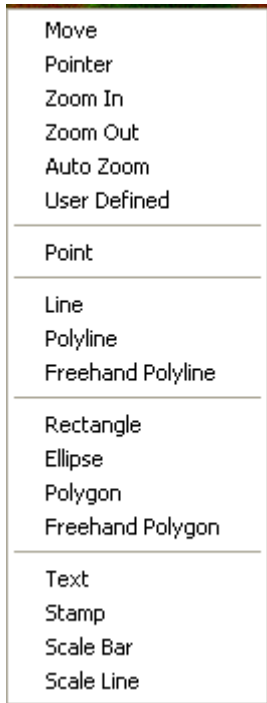 Move
Pointer
Zoom In
Zoom Out
Auto Zoom
User Defined
Point
Line
Polyline
Freehand Polyline
Rectangle
Ellipse
Polygon
Freehand Polygon
Text
Stamp
Scale Bar
Scale Line